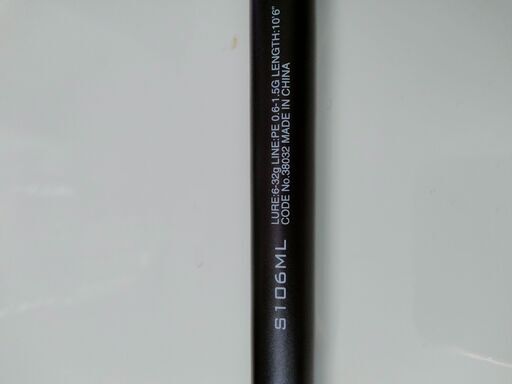 S106ML
LURE:6-32g LINE:PE 0.6-1.5G LENGTH:10'6"
CODE No.38032 MADE IN CHINA